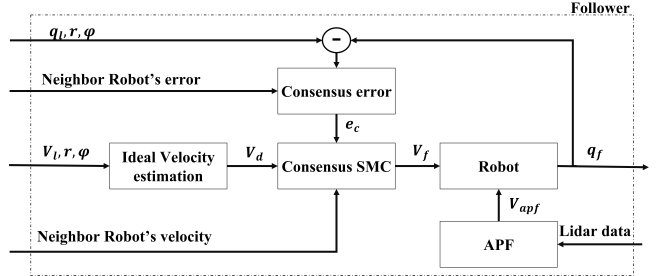 Follower
q_l, r, φ
-
Neighbor Robot's error
Consensus error
e_c
V_l, r, φ
Ideal Velocity
estimation
V_d
Consensus SMC
V_f
Robot
q_f
V_apf
Neighbor Robot's velocity
APF
Lidar data